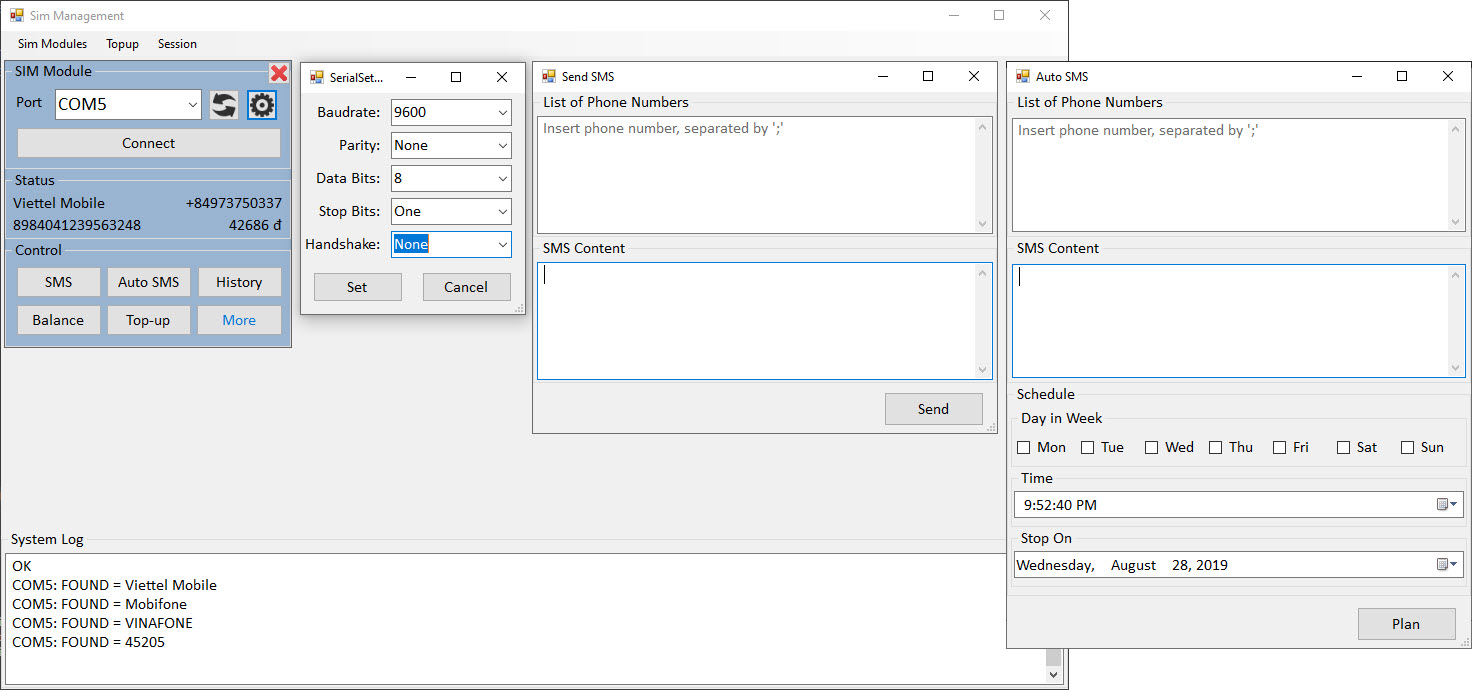 Sim Management
Sim Modules Topup Session
SIM Module
Port COM5
Connect
Status
Viettel Mobile +84973750337
8984041239563248 42686 đ
Control
SMS Auto SMS History
Balance Top-up More
SerialSet...
Baudrate: 9600
Parity: None
Data Bits: 8
Stop Bits: One
Handshake: None
Set Cancel
Send SMS
List of Phone Numbers
Insert phone number, separated by ';'
SMS Content
Send
Auto SMS
List of Phone Numbers
Insert phone number, separated by ';'
SMS Content
Schedule
Day in Week
Mon Tue Wed Thu Fri Sat Sun
Time
9:52:40 PM
Stop On
Wednesday, August 28, 2019
Plan
System Log
OK
COM5: FOUND = Viettel Mobile
COM5: FOUND = Mobifone
COM5: FOUND = VINAFONE
COM5: FOUND = 45205